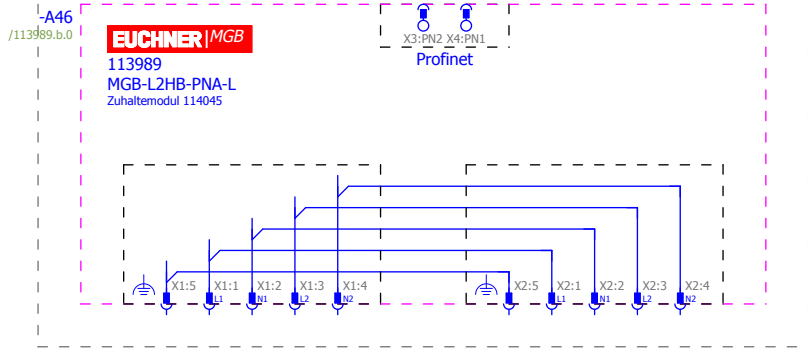 -A46
/113989.b.0
EUCHNER MGB
113989
MGB-L2HB-PNA-L
Zuhaltemodul 114045
X3:PN2 X4:PN1
Profinet
X1:5 X1:1 X1:2 X1:3 X1:4 X2:5 X2:1 X2:2 X2:3 X2:4
L1 N1 L2 N2 L1 N1 L2 N2